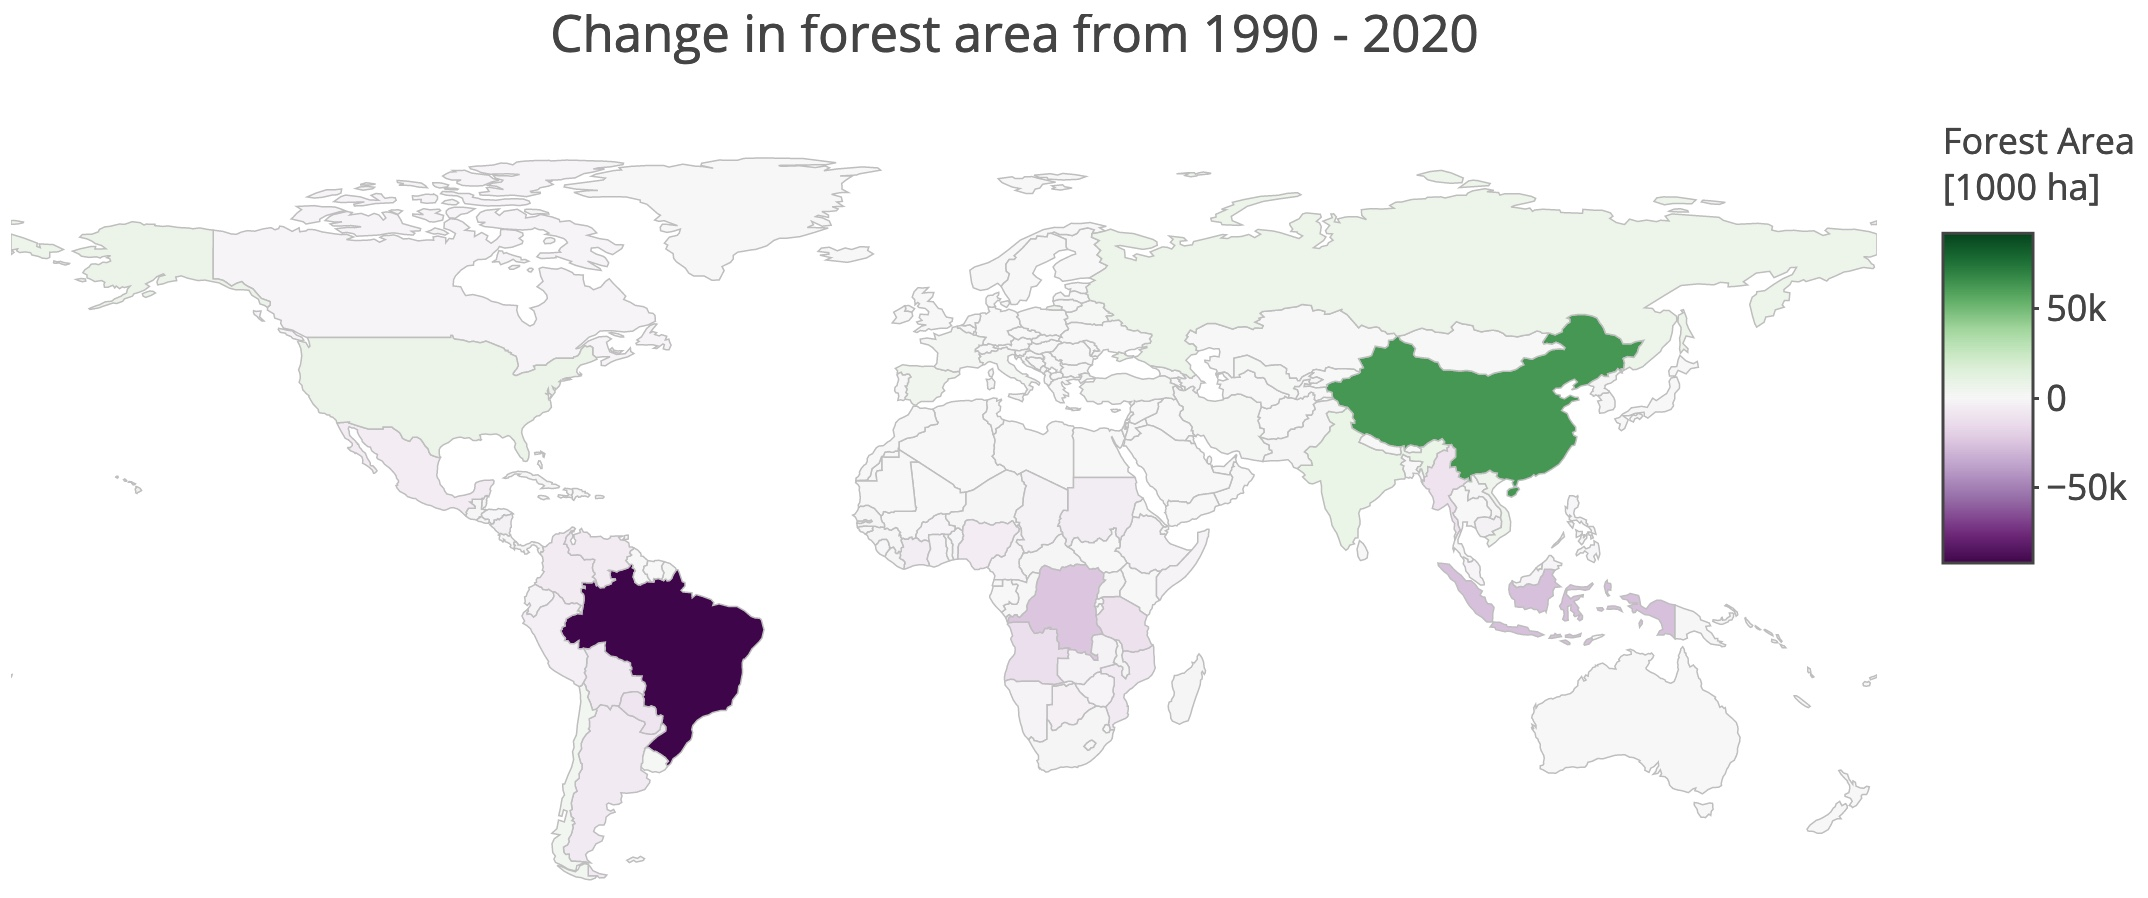 Change in forest area from 1990 - 2020
Forest Area
[1000 ha]
50k
0
−50k